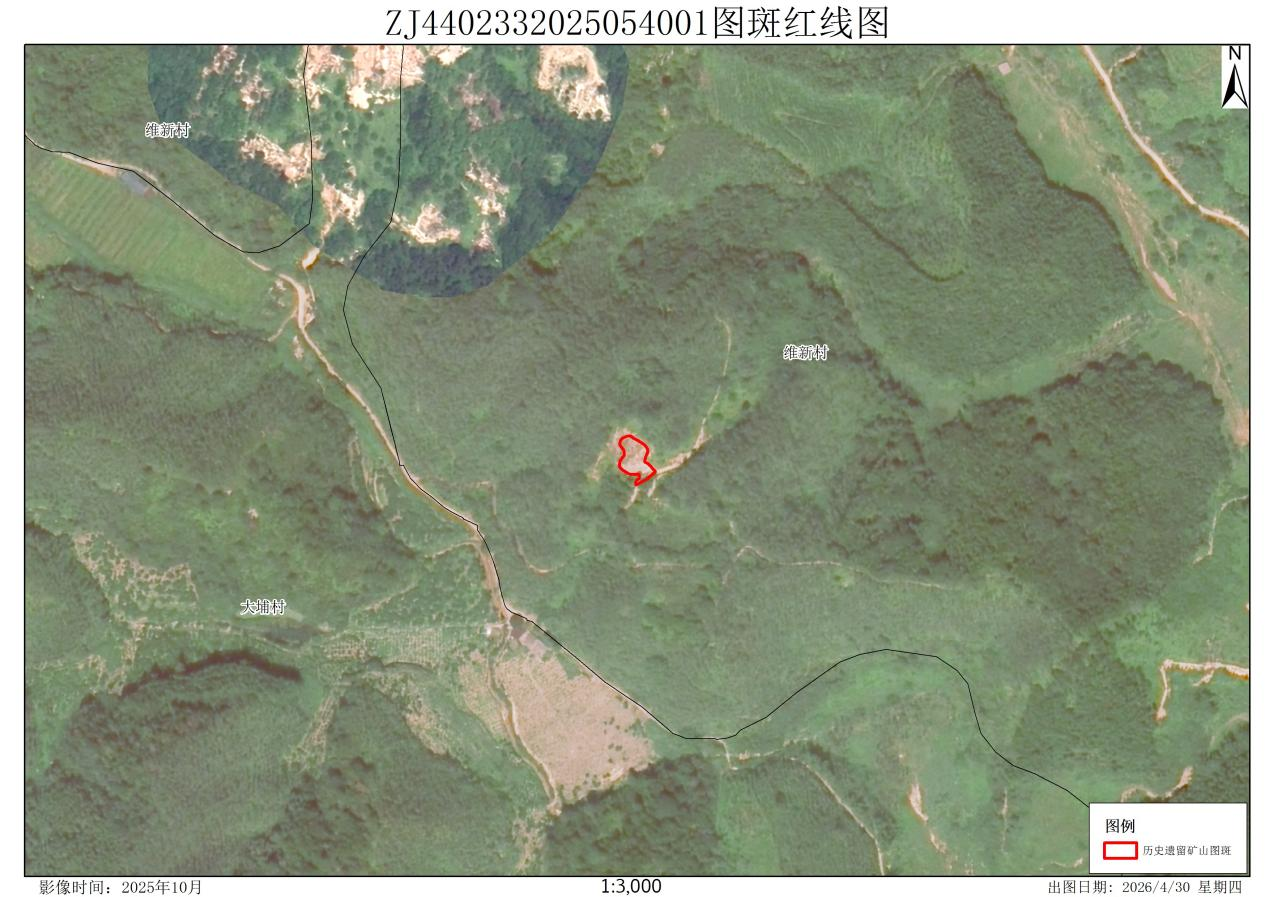 ZJ4402332025054001图斑红线图
N
维新村
维新村
大埔村
图例
历史遗留矿山图斑
影像时间：2025年10月
1:3,000
出图日期: 2026/4/30 星期四